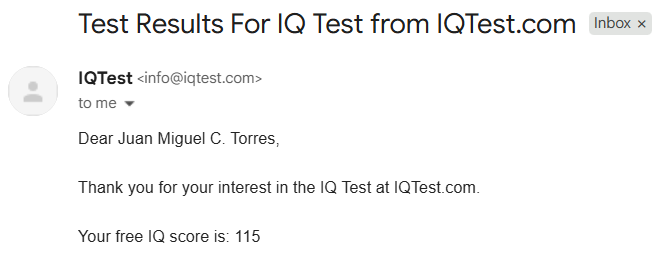 Test Results For IQ Test from IQTest.com Inbox ×
IQTest <info@iqtest.com>
to me
Dear Juan Miguel C. Torres,
Thank you for your interest in the IQ Test at IQTest.com.
Your free IQ score is: 115